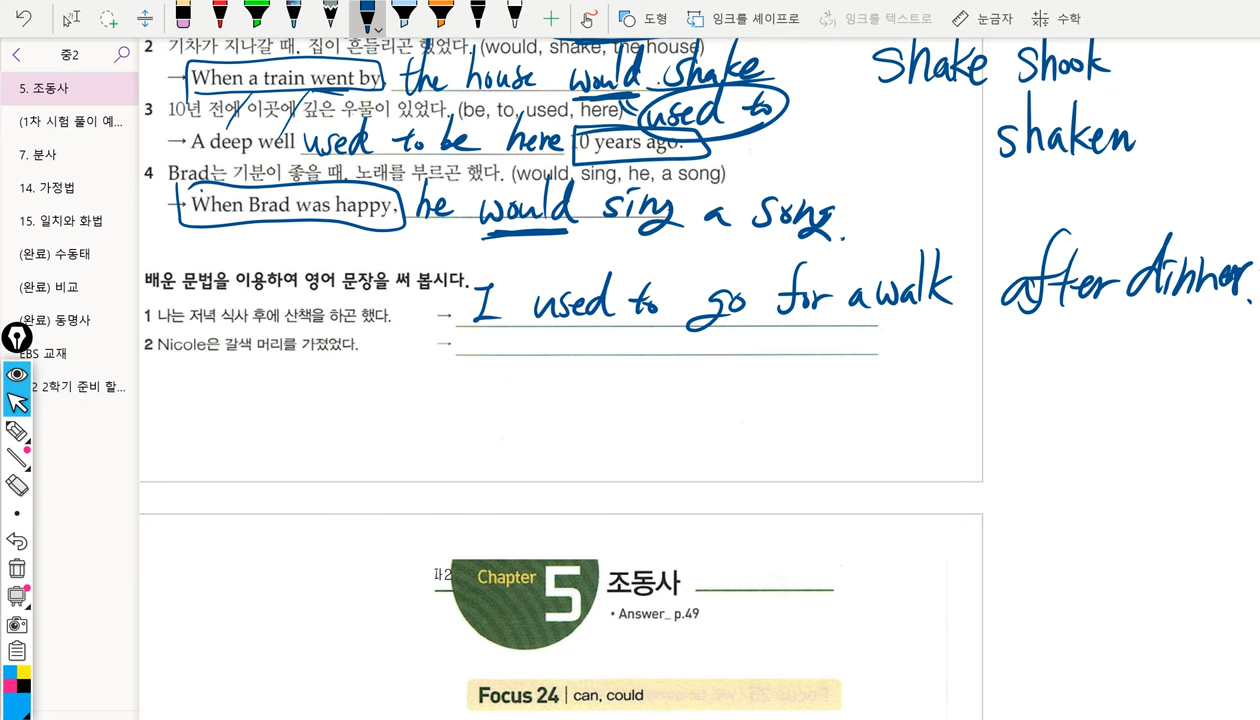 도형
잉크를 셰이프로
잉크를 텍스트로
눈금자
수학
중2
5. 조동사
(1차 시험 풀이 예...
7. 분사
14. 가정법
15. 일치와 화법
(완료) 수동태
(완료) 비교
(완료) 동명사
EBS 교재
2 2학기 준비 할...
2 기차가 지나갈 때, 집이 흔들리곤 했었다. (would, shake, the house)
→ When a train went by, the house would shake
shake shook
shaken
3 10년 전에 이곳에 깊은 우물이 있었다. (be, to, used, here) used to
→ A deep well used to be here 10 years ago.
4 Brad는 기분이 좋을 때, 노래를 부르곤 했다. (would, sing, he, a song)
→ When Brad was happy, he would sing a song.
배운 문법을 이용하여 영어 문장을 써 봅시다.
1 나는 저녁 식사 후에 산책을 하곤 했다. → I used to go for a walk after dinner.
2 Nicole은 갈색 머리를 가졌었다. →
Chapter 5 조동사
• Answer_ p.49
Focus 24 | can, could